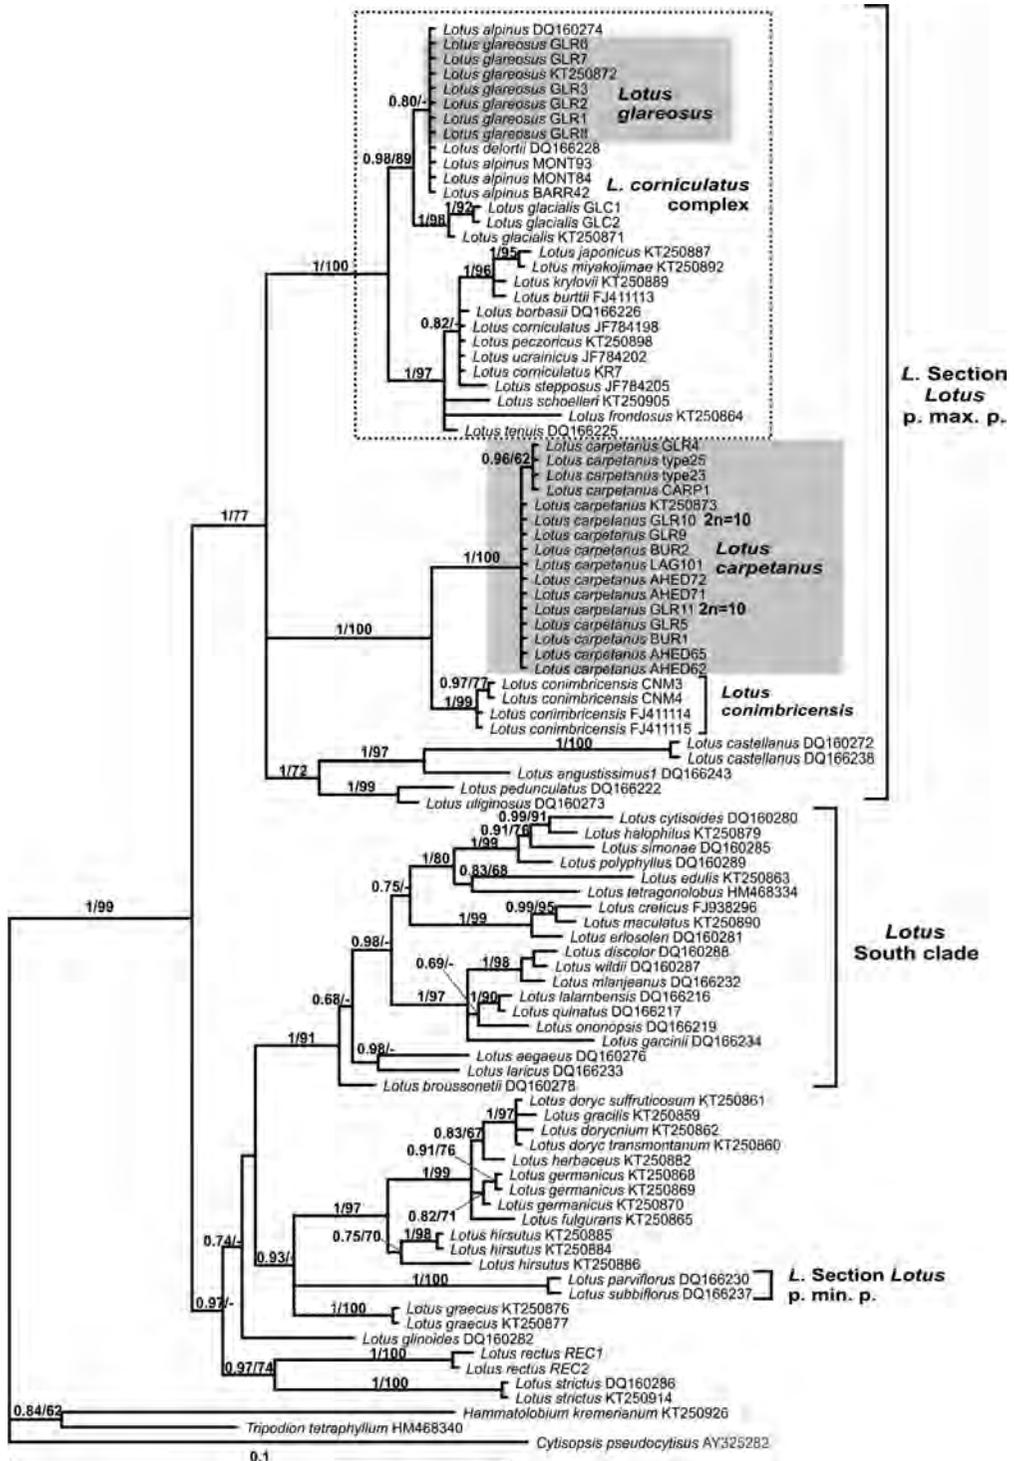 Lotus alpinus DQ160274
Lotus glareosus GLR6
Lotus glareosus GLR7
Lotus glareosus KT250872
Lotus glareosus GLR3
0.80/-
Lotus glareosus GLR2
Lotus glareosus GLR1
Lotus glareosus GLR8
Lotus
glareosus
Lotus delortii DQ166228
0.98/89
Lotus alpinus MONT93
Lotus alpinus MONT84
Lotus alpinus BARR42
L. corniculatus
complex
1/92
Lotus glacialis GLC1
1/98
Lotus glacialis GLC2
Lotus glacialis KT250871
1/95
Lotus japonicus KT250887
1/100
1/96
Lotus miyakojimae KT250892
Lotus krylovii KT250889
Lotus burttii FJ411113
Lotus borbasii DQ166226
0.82/-
Lotus corniculatus JF784198
Lotus peczoricus KT250898
Lotus ucrainicus JF784202
1/97
Lotus corniculatus KR7
Lotus stepposus JF784205
Lotus schoelleri KT250905
Lotus frondosus KT250864
Lotus tenuis DQ166225
L. Section
Lotus
p. max. p.
Lotus carpetanus GLR4
0.96/62
Lotus carpetanus type25
Lotus carpetanus type23
Lotus carpetanus CARP1
Lotus carpetanus KT250873
1/77
Lotus carpetanus GLR10 2n=10
Lotus carpetanus GLR9
Lotus carpetanus BUR2
1/100
Lotus carpetanus LAG101
Lotus carpetanus AHED72
Lotus carpetanus AHED71
Lotus
carpetanus
Lotus carpetanus GLR11 2n=10
Lotus carpetanus GLR5
1/100
Lotus carpetanus BUR1
Lotus carpetanus AHED65
Lotus carpetanus AHED62
0.97/77
Lotus conimbricensis CNM3
1/99
Lotus conimbricensis CNM4
Lotus conimbricensis FJ411114
Lotus conimbricensis FJ411115
Lotus
conimbricensis
1/100
Lotus castellanus DQ160272
1/97
Lotus castellanus DQ166238
1/72
Lotus angustissimus1 DQ166243
1/99
Lotus pedunculatus DQ166222
Lotus uliginosus DQ160273
0.99/91
Lotus cytisoides DQ160280
0.91/76
Lotus halophilus KT250879
1/99
Lotus simonae DQ160285
1/80
Lotus polyphyllus DQ160289
0.83/68
Lotus edulis KT250863
0.75/-
Lotus tetragonolobus HM468334
1/99
0.99/95
Lotus creticus FJ938296
Lotus maculatus KT250890
1/99
Lotus eriosolen DQ160281
0.98/-
Lotus discolor DQ160288
0.69/-
1/98
Lotus wildii DQ160287
Lotus mlanjeanus DQ166232
1/97
1/90
Lotus lalambensis DQ166216
0.68/-
Lotus quinatus DQ166217
Lotus ononopsis DQ166219
1/91
Lotus garcinii DQ166234
0.98/-
Lotus aegaeus DQ160276
Lotus laricus DQ166233
Lotus broussonetii DQ160278
Lotus
South clade
Lotus doryc suffruticosum KT250861
1/97
Lotus gracilis KT250859
0.83/67
Lotus dorycnium KT250862
Lotus doryc transmontanum KT250860
0.91/76
Lotus herbaceus KT250882
1/99
Lotus germanicus KT250868
Lotus germanicus KT250869
Lotus germanicus KT250870
0.82/71
Lotus fulgurans KT250865
1/97
0.75/70
1/98
Lotus hirsutus KT250885
Lotus hirsutus KT250884
0.74/-
0.93/
Lotus hirsutus KT250886
1/100
Lotus parviflorus DQ166230
Lotus subbiflorus DQ166237
L. Section Lotus
p. min. p.
0.97/-
1/100
Lotus graecus KT250876
Lotus graecus KT250877
Lotus glinoides DQ160282
1/100
Lotus rectus REC1
0.97/74
Lotus rectus REC2
1/100
Lotus strictus DQ160286
Lotus strictus KT250914
0.84/62
Hammatolobium kremerianum KT250926
Tripodion tetraphyllum HM468340
Cytisopsis pseudocytisus AY325282
0.1